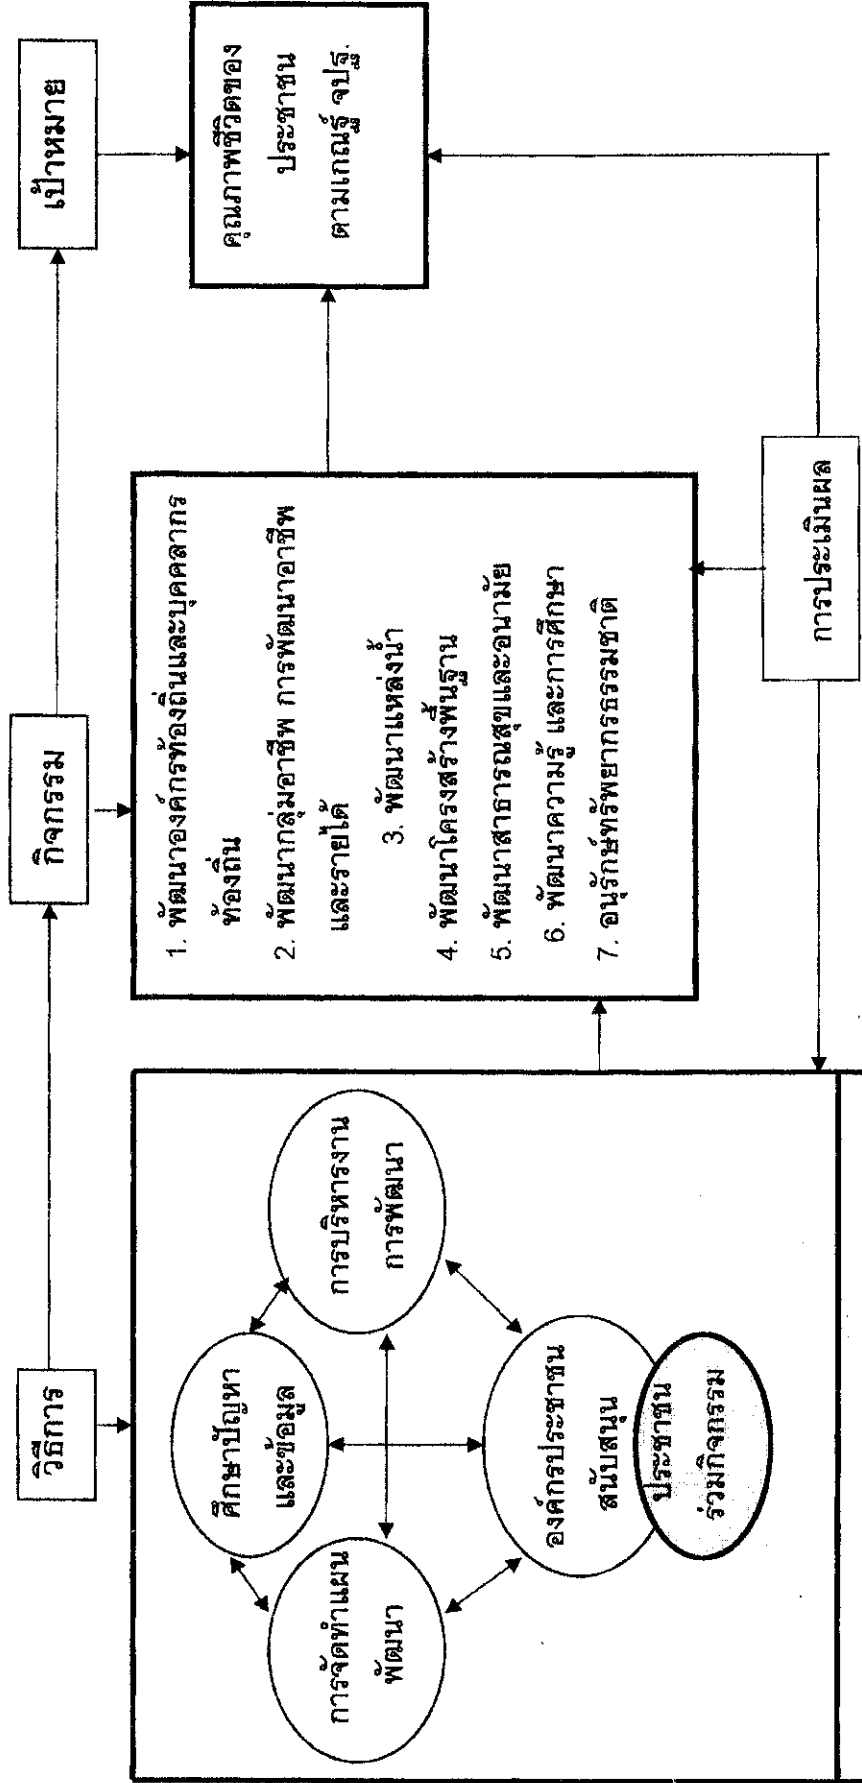 วิธีการ
กิจกรรม
เป้าหมาย
ศึกษาปัญหา
และข้อมูล
การจัดทำแผน
พัฒนา
การบริหารงาน
การพัฒนา
องค์กรประชาชน
สนับสนุน
ประชาชน
ร่วมกิจกรรม
1. พัฒนาองค์กรท้องถิ่นและบุคคลากร
ท้องถิ่น
2. พัฒนากลุ่มอาชีพ การพัฒนาอาชีพ
และรายได้
3. พัฒนาแหล่งน้ำ
4. พัฒนาโครงสร้างพื้นฐาน
5. พัฒนาสาธารณสุขและอนามัย
6. พัฒนาความรู้ และการศึกษา
7. อนุรักษ์ทรัพยากรธรรมชาติ
คุณภาพชีวิตของ
ประชาชน
ตามเกณฐ์ จปฐ.
การประเมินผล